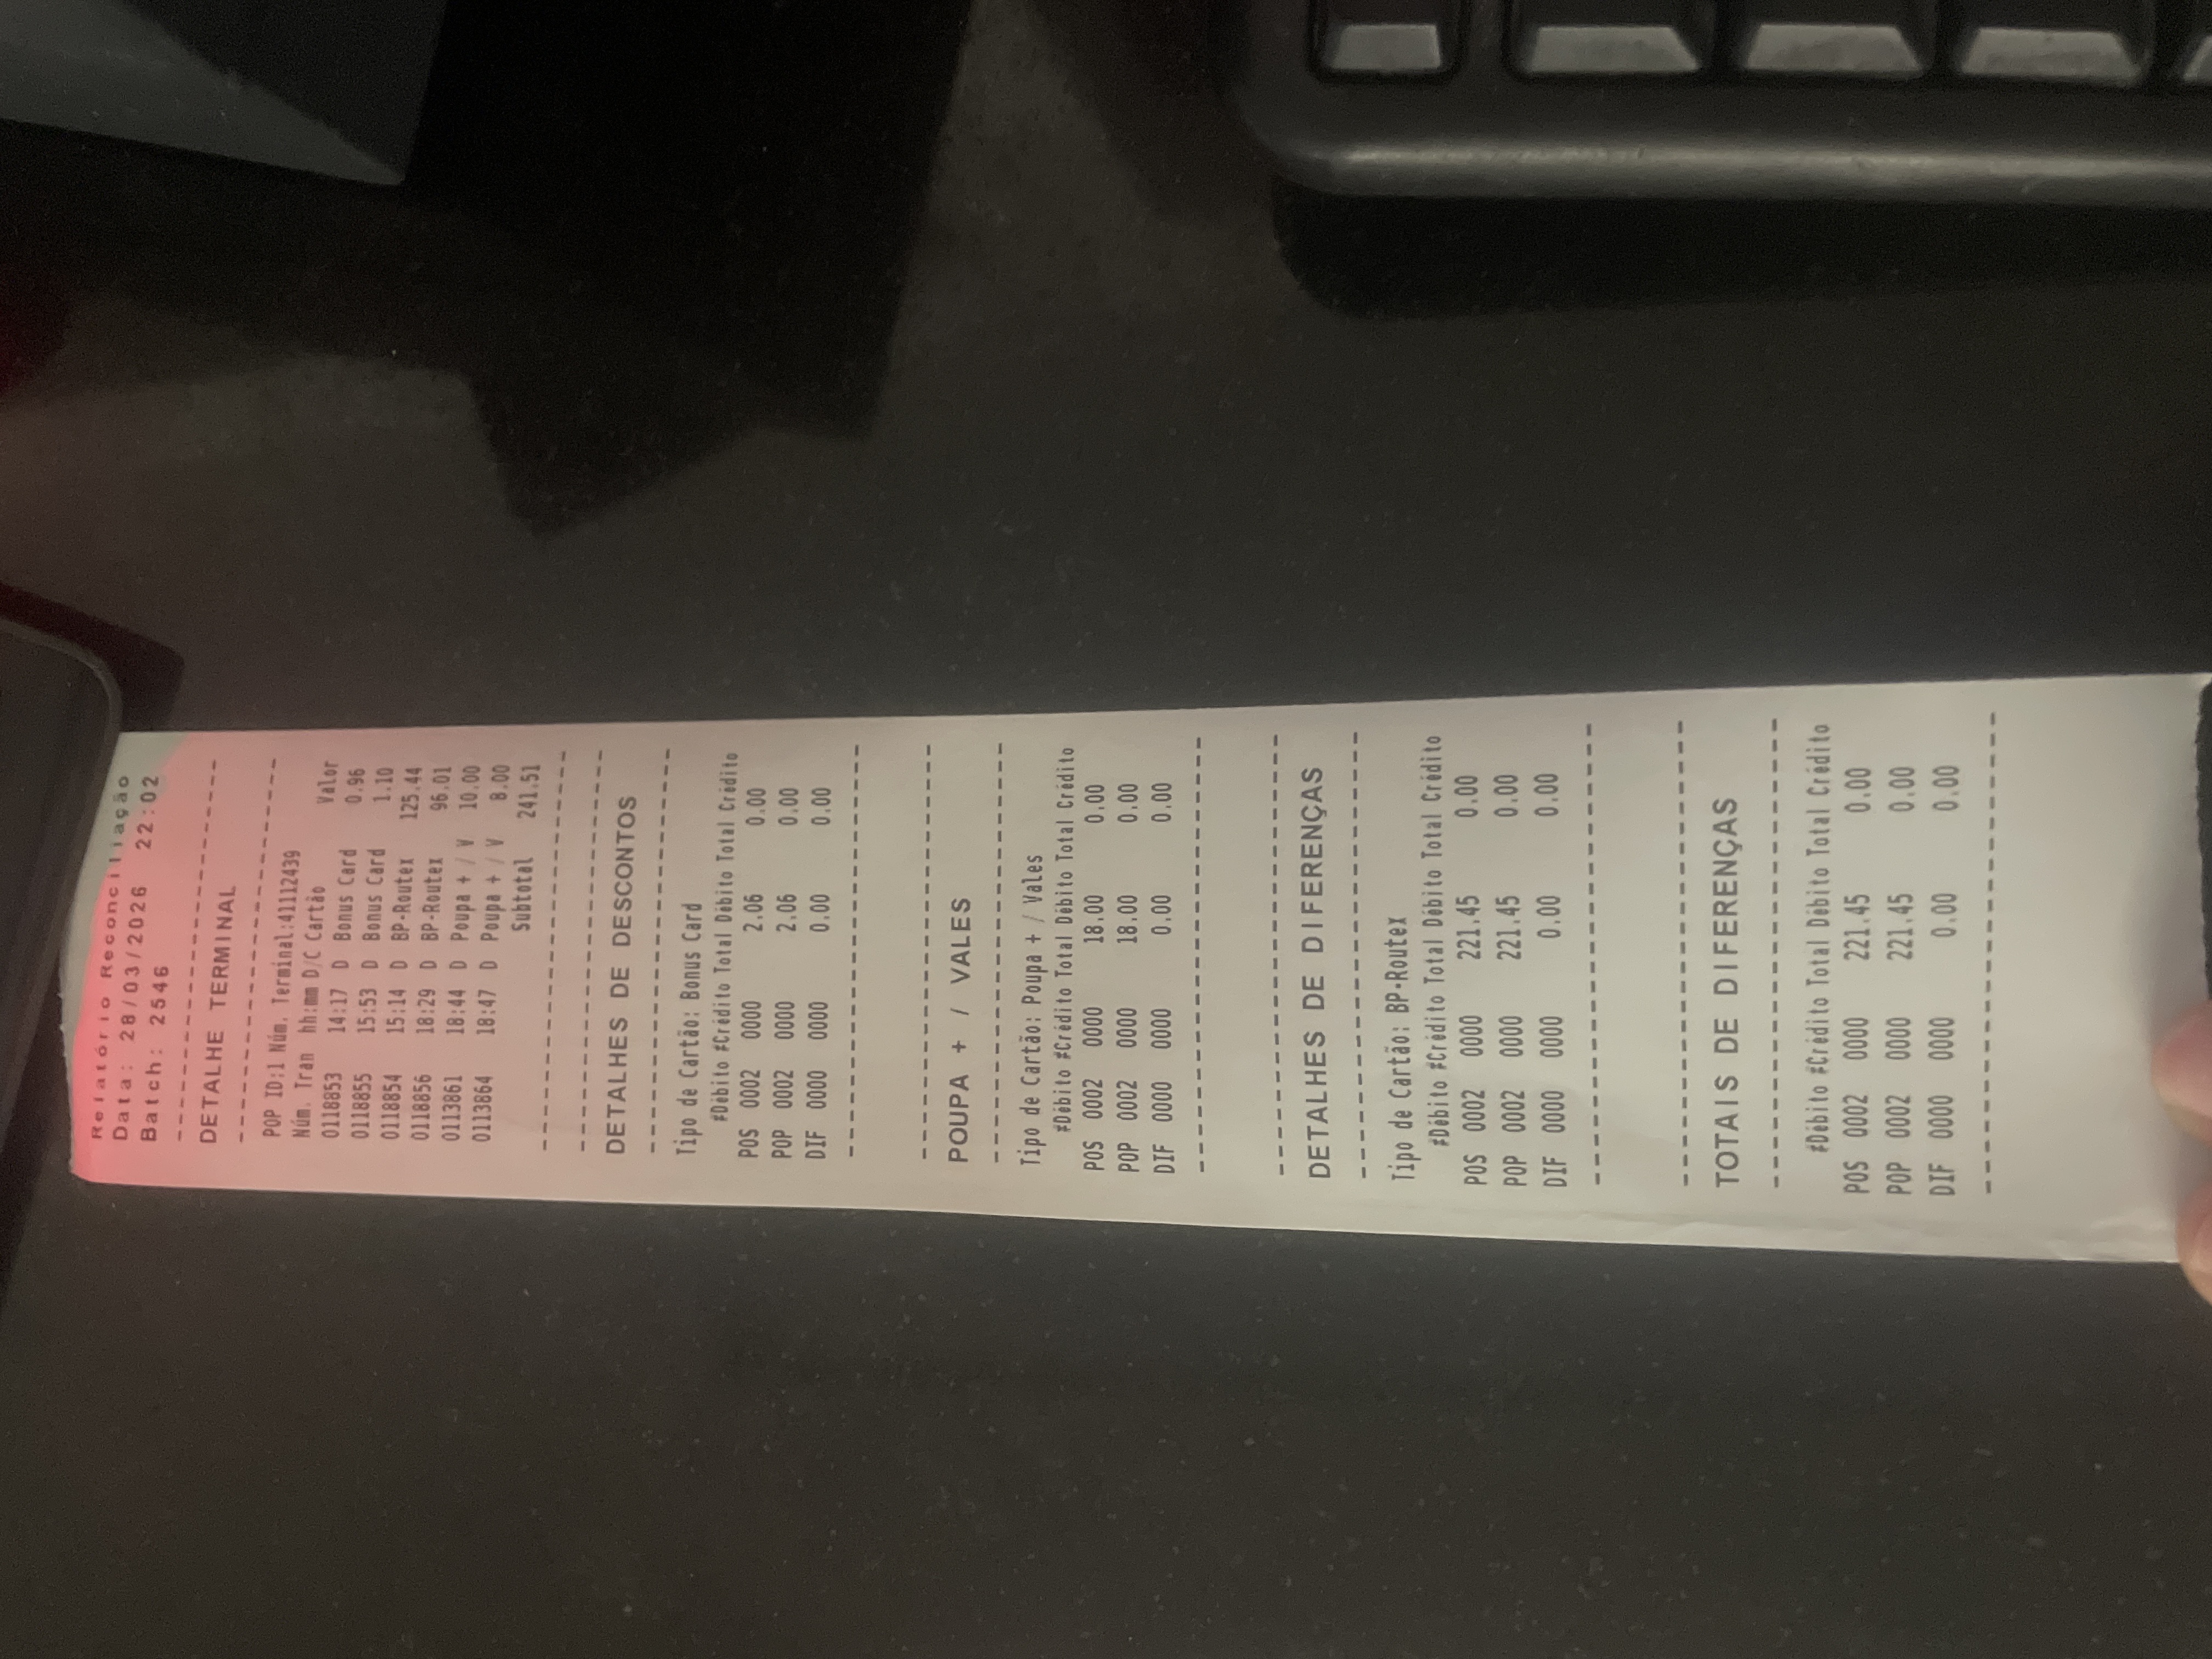 Relatório Reconciliação
Data: 28/03/2026 22:02
Batch: 2546
--------------------------------
DETALHE TERMINAL
--------------------------------
POP ID:1 Núm. Terminal:41112439
Núm. Tran hh:mm D/C Cartão Valor
0118853 14:17 D Bonus Card 0.96
0118855 15:53 D Bonus Card 1.10
0118854 15:14 D BP-Routex 125.44
0118856 18:29 D BP-Routex 96.01
0113861 18:44 D Poupa + / V 10.00
0113864 18:47 D Poupa + / V 8.00
Subtotal 241.51
--------------------------------
--------------------------------
DETALHES DE DESCONTOS
--------------------------------
Tipo de Cartão: Bonus Card
#Débito #Crédito Total Débito Total Crédito
POS 0002 0000 2.06 0.00
POP 0002 0000 2.06 0.00
DIF 0000 0000 0.00 0.00
--------------------------------
--------------------------------
POUPA + / VALES
--------------------------------
Tipo de Cartão: Poupa + / Vales
#Débito #Crédito Total Débito Total Crédito
POS 0002 0000 18.00 0.00
POP 0002 0000 18.00 0.00
DIF 0000 0000 0.00 0.00
--------------------------------
--------------------------------
DETALHES DE DIFERENÇAS
--------------------------------
Tipo de Cartão: BP-Routex
#Débito #Crédito Total Débito Total Crédito
POS 0002 0000 221.45 0.00
POP 0002 0000 221.45 0.00
DIF 0000 0000 0.00 0.00
--------------------------------
--------------------------------
TOTAIS DE DIFERENÇAS
--------------------------------
#Débito #Crédito Total Débito Total Crédito
POS 0002 0000 221.45 0.00
POP 0002 0000 221.45 0.00
DIF 0000 0000 0.00 0.00
--------------------------------